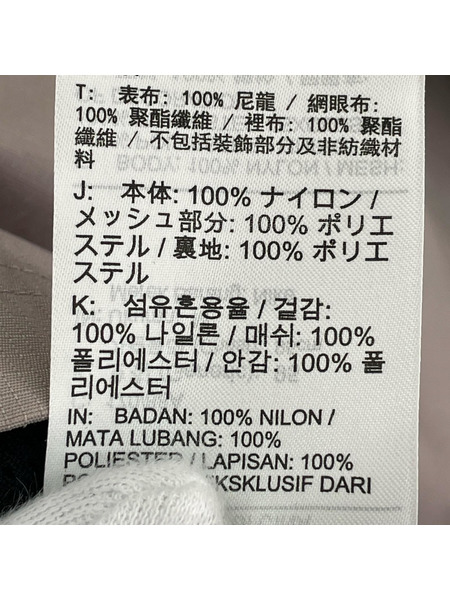 T: 表布: 100% 尼龍 / 網眼布:
100% 聚酯纖維 / 裡布: 100% 聚酯
纖維 / 不包括裝飾部分及非紡織材
料
J: 本体: 100% ナイロン /
メッシュ部分: 100% ポリエ
ステル / 裏地: 100% ポリエ
ステル
K: 섬유혼용율 / 겉감:
100% 나일론 / 매쉬: 100%
폴리에스터 / 안감: 100% 폴
리에스터
IN: BADAN: 100% NILON /
MATA LUBANG: 100%
POLIESTER / LAPISAN: 100%
EKSKLUSIF DARI